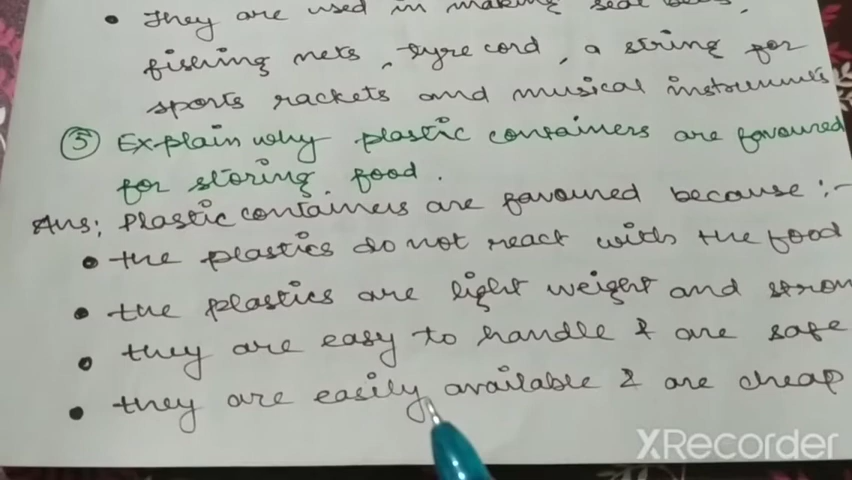 • They are used in making seat belts,
fishing nets, tyre cord, a string for
sports rackets and musical instruments
⑤ Explain why plastic containers are favoured
for storing food.
Ans: Plastic containers are favoured because :-
• the plastics do not react with the food
• the plastics are light weight and stron
• they are easy to handle & are safe
• they are easily available & are cheap
XRecorder